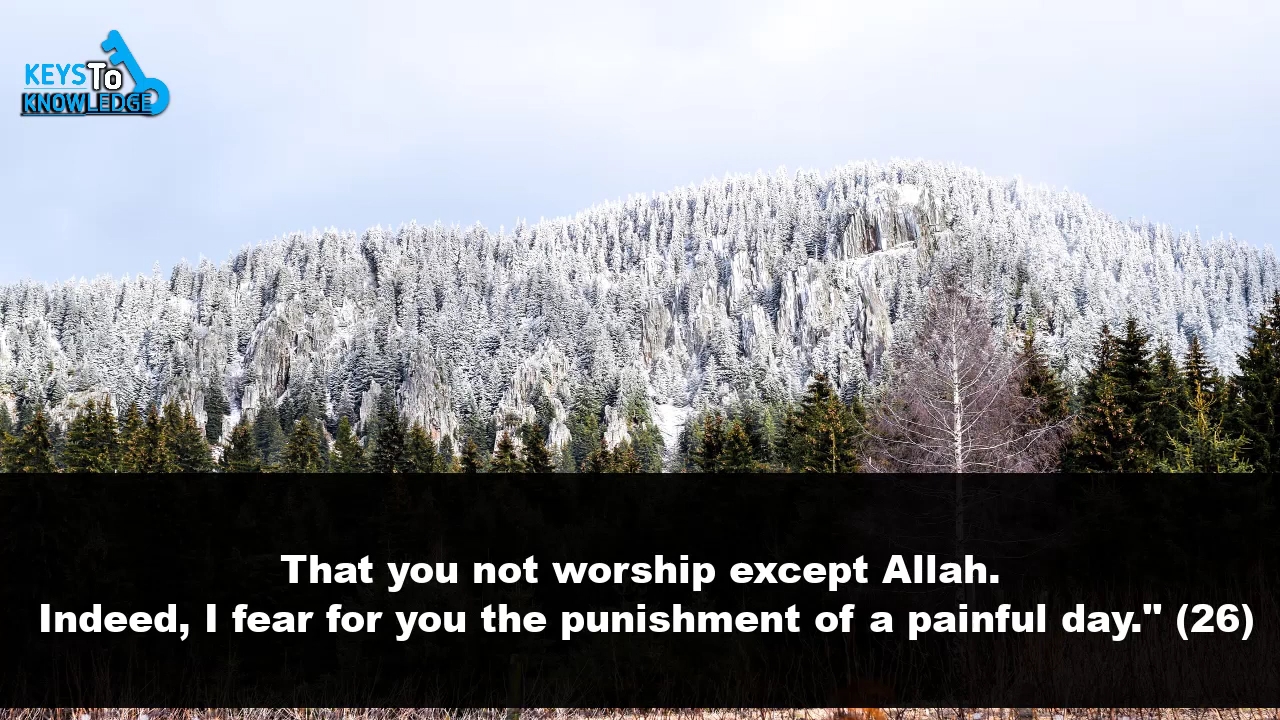 KEYS To
KNOWLEDGE
That you not worship except Allah.
Indeed, I fear for you the punishment of a painful day." (26)